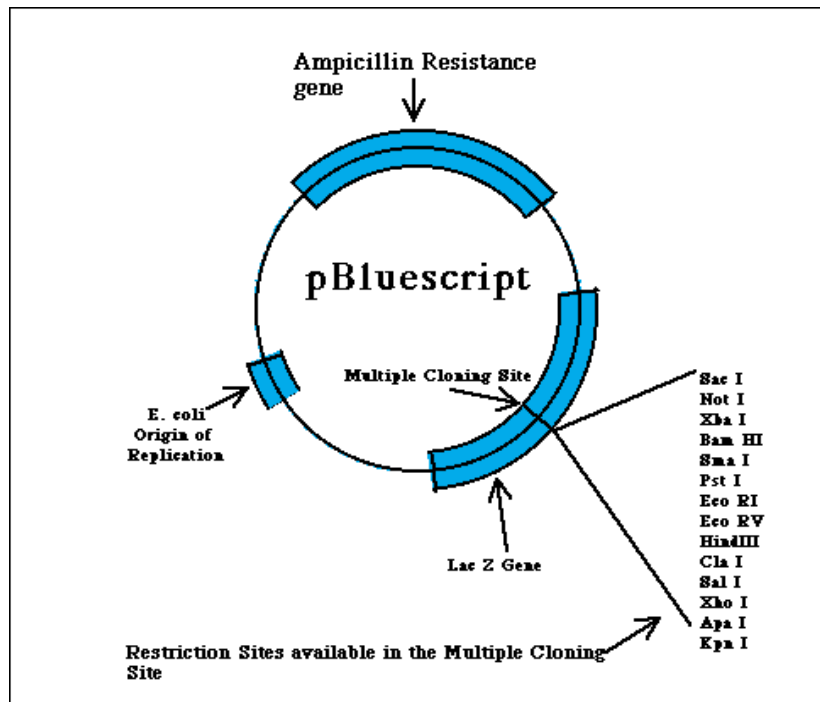 Ampicillin Resistance
gene
pBluescript
Multiple Cloning Site
E. coli
Origin of
Replication
Lac Z Gene
Sac I
Not I
Xba I
Bam HI
Sma I
Pst I
Eco RI
Eco RV
HindIII
Cla I
Sal I
Xho I
Apa I
Kpn I
Restriction Sites available in the Multiple Cloning
Site